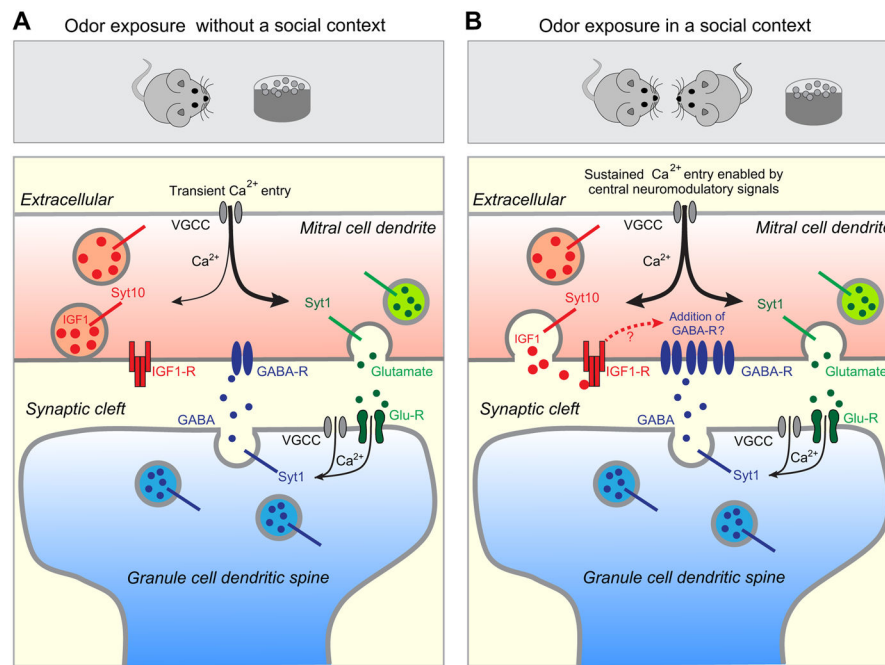 A Odor exposure without a social context
Extracellular
Transient Ca²⁺ entry
VGCC
Mitral cell dendrite
Ca²⁺
Syt10
IGF1
Syt1
IGF1-R
GABA-R
Glutamate
Synaptic cleft
GABA
Glu-R
VGCC
Ca²⁺
Syt1
Granule cell dendritic spine
B Odor exposure in a social context
Sustained Ca²⁺ entry enabled by
central neuromodulatory signals
Extracellular
VGCC
Mitral cell dendrite
Ca²⁺
Syt10
IGF1
Addition of
GABA-R?
?
Syt1
IGF1-R
GABA-R
Glutamate
Synaptic cleft
GABA
Glu-R
VGCC
Ca²⁺
Syt1
Granule cell dendritic spine